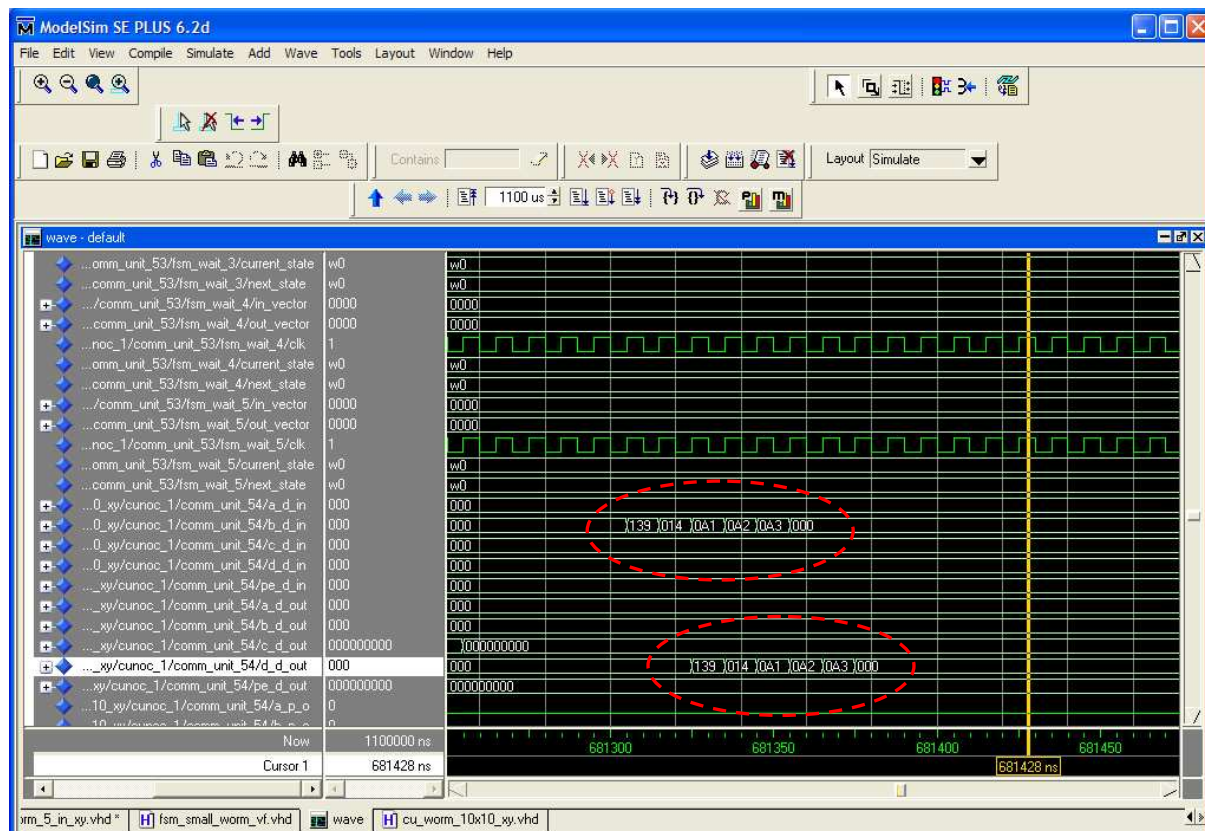 ModelSim SE PLUS 6.2d
File Edit View Compile Simulate Add Wave Tools Layout Window Help
Contains Layout Simulate
1100 us
wave - default
...omm_unit_53/fsm_wait_3/current_state w0 w0
...comm_unit_53/fsm_wait_3/next_state w0 w0
.../comm_unit_53/fsm_wait_4/in_vector 0000 0000
...comm_unit_53/fsm_wait_4/out_vector 0000 0000
...noc_1/comm_unit_53/fsm_wait_4/clk 1
...omm_unit_53/fsm_wait_4/current_state w0 w0
...comm_unit_53/fsm_wait_4/next_state w0 w0
.../comm_unit_53/fsm_wait_5/in_vector 0000 0000
...comm_unit_53/fsm_wait_5/out_vector 0000 0000
...noc_1/comm_unit_53/fsm_wait_5/clk 1
...omm_unit_53/fsm_wait_5/current_state w0 w0
...comm_unit_53/fsm_wait_5/next_state w0 w0
...0_xy/cunoc_1/comm_unit_54/a_d_in 000 000
...0_xy/cunoc_1/comm_unit_54/b_d_in 000 000 139 014 0A1 0A2 0A3 000
...0_xy/cunoc_1/comm_unit_54/c_d_in 000 000
...0_xy/cunoc_1/comm_unit_54/d_d_in 000 000
..._xy/cunoc_1/comm_unit_54/pe_d_in 000 000
..._xy/cunoc_1/comm_unit_54/a_d_out 000 000
..._xy/cunoc_1/comm_unit_54/b_d_out 000 000
..._xy/cunoc_1/comm_unit_54/c_d_out 000000000 000000000
..._xy/cunoc_1/comm_unit_54/d_d_out 000 000 139 014 0A1 0A2 0A3 000
...xy/cunoc_1/comm_unit_54/pe_d_out 000000000 000000000
...10_xy/cunoc_1/comm_unit_54/a_p_o 0
Now 1100000 ns 681300 681350 681400 681450
Cursor 1 681428 ns 681428 ns
orm_5_in_xy.vhd * fsm_small_worm_vf.vhd wave cu_worm_10x10_xy.vhd